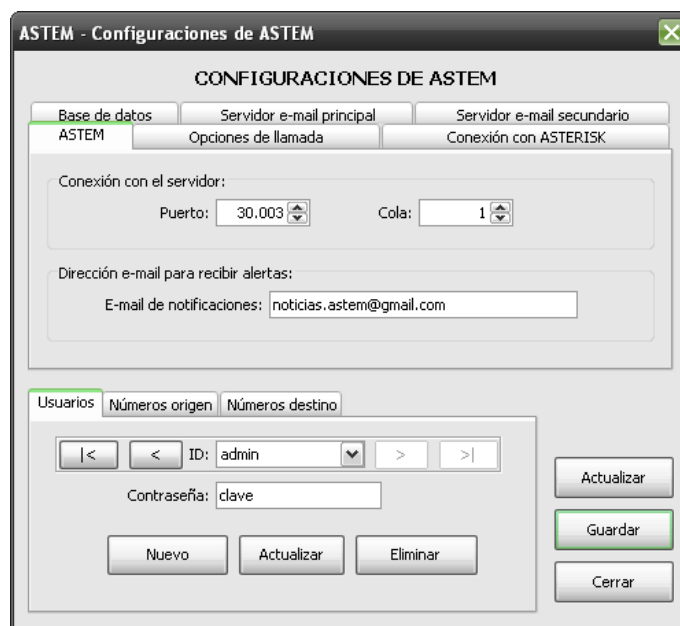 ASTEM - Configuraciones de ASTEM
CONFIGURACIONES DE ASTEM
Base de datos Servidor e-mail principal Servidor e-mail secundario
ASTEM Opciones de llamada Conexión con ASTERISK
Conexión con el servidor:
Puerto: 30.003 Cola: 1
Dirección e-mail para recibir alertas:
E-mail de notificaciones: noticias.astem@gmail.com
Usuarios Números origen Números destino
|< < ID: admin > >|
Contraseña: clave
Nuevo Actualizar Eliminar
Actualizar
Guardar
Cerrar